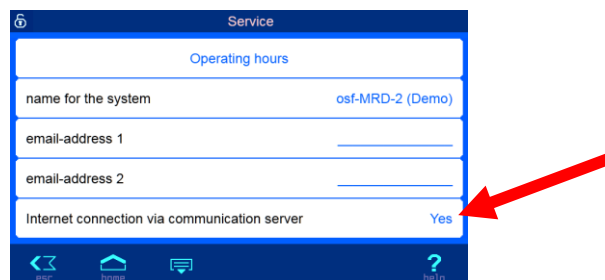 Service
Operating hours
name for the system osf-MRD-2 (Demo)
email-address 1
email-address 2
Internet connection via communication server Yes
esc home ? help